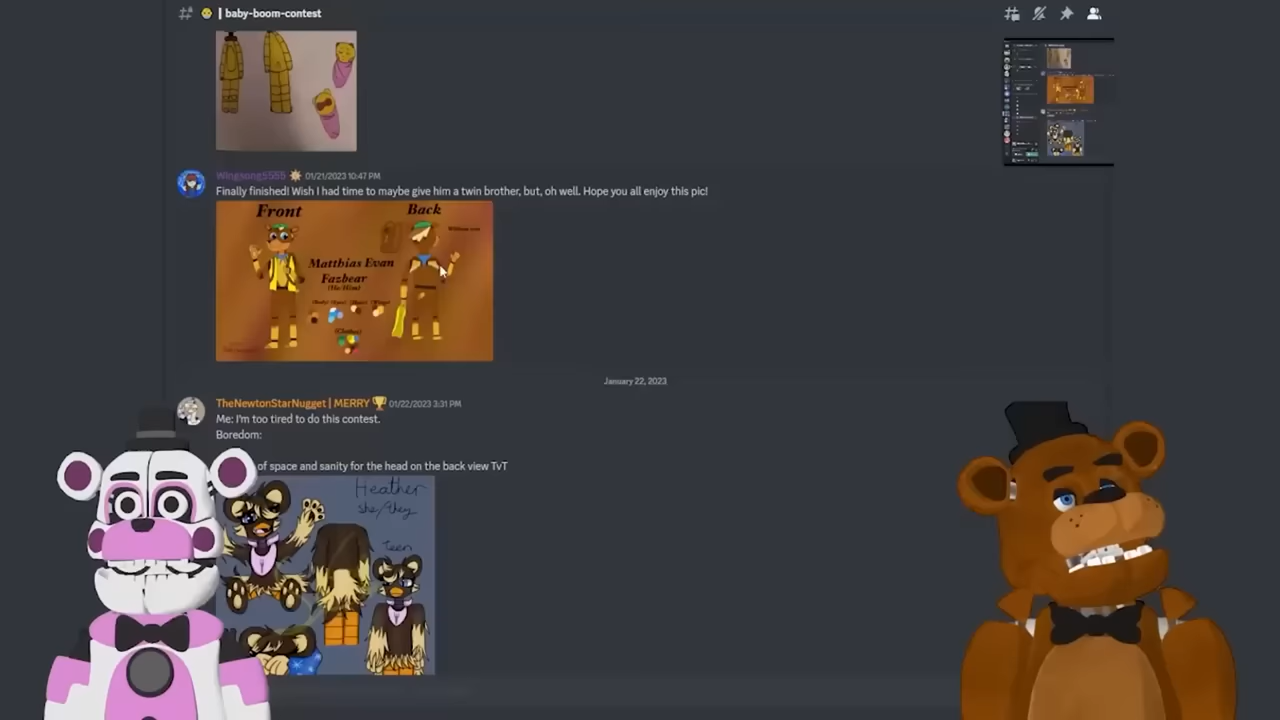 | baby-boom-contest
Wingsong5555 01/21/2023 10:47 PM
Finally finished! Wish I had time to maybe give him a twin brother, but, oh well. Hope you all enjoy this pic!
Front
Back
Matthias Evan
Fazbear
(He/Him)
(Clothes)
January 22, 2023
TheNewtonStarNugget | MERRY 01/22/2023 3:31 PM
Me: I'm too tired to do this contest.
Boredom:
of space and sanity for the head on the back view TvT
Heather
she/they
Teen